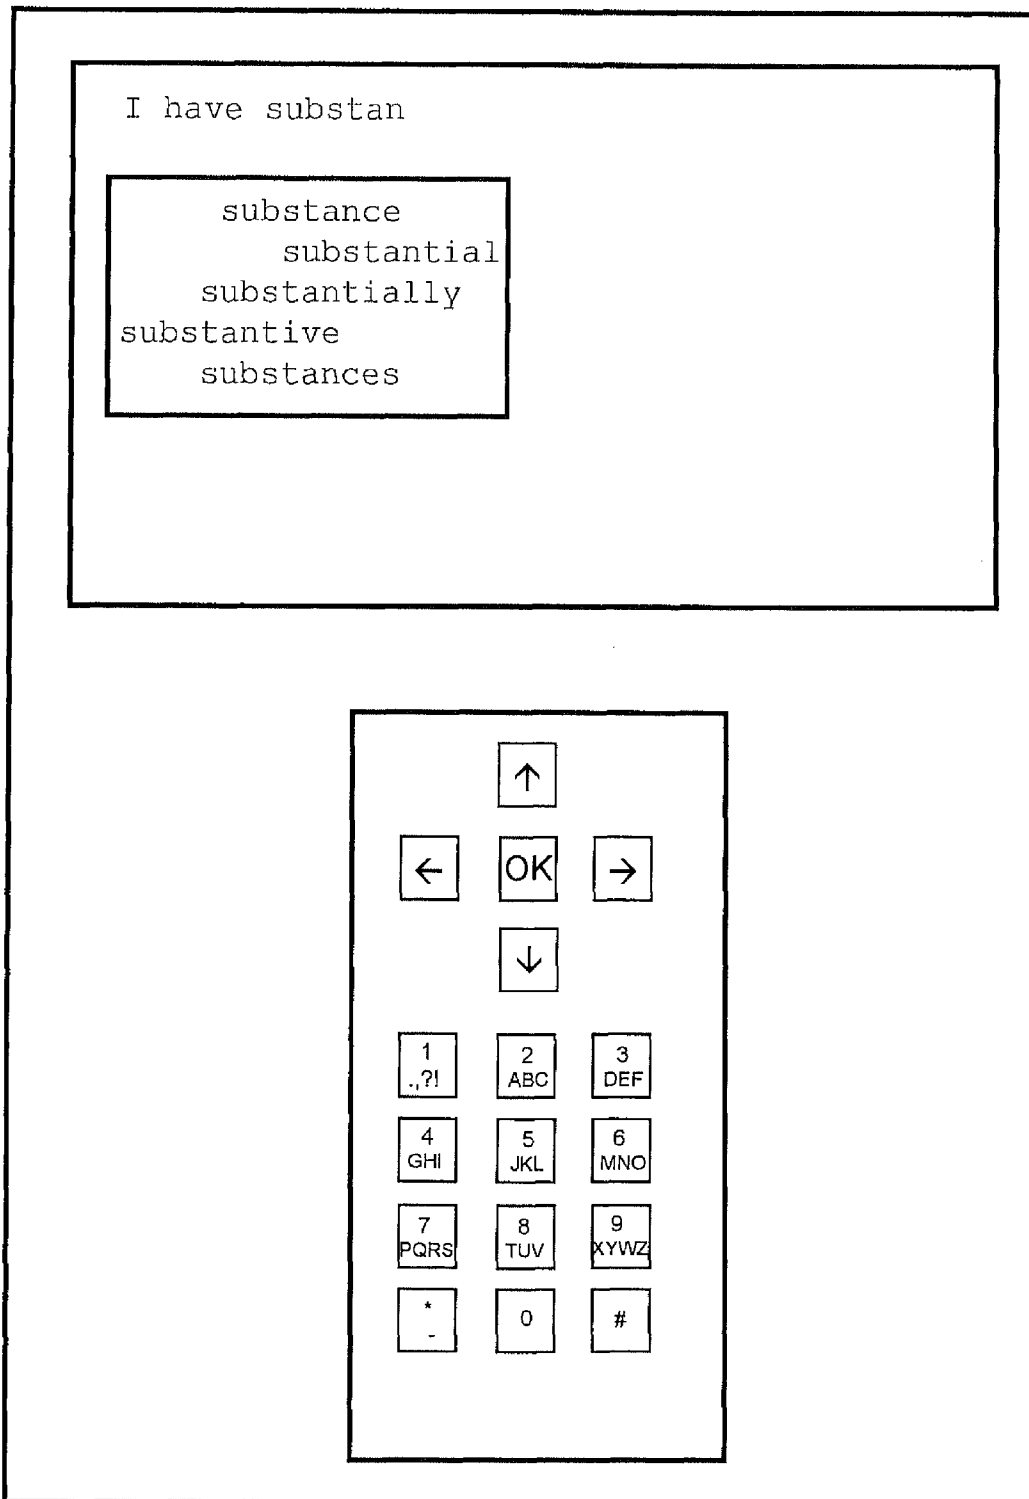 I have substan
substance
substantial
substantially
substantive
substances
↑
← OK →
↓
1 2 3
.,?! ABC DEF
4 5 6
GHI JKL MNO
7 8 9
PQRS TUV XYWZ
* 0 #
-